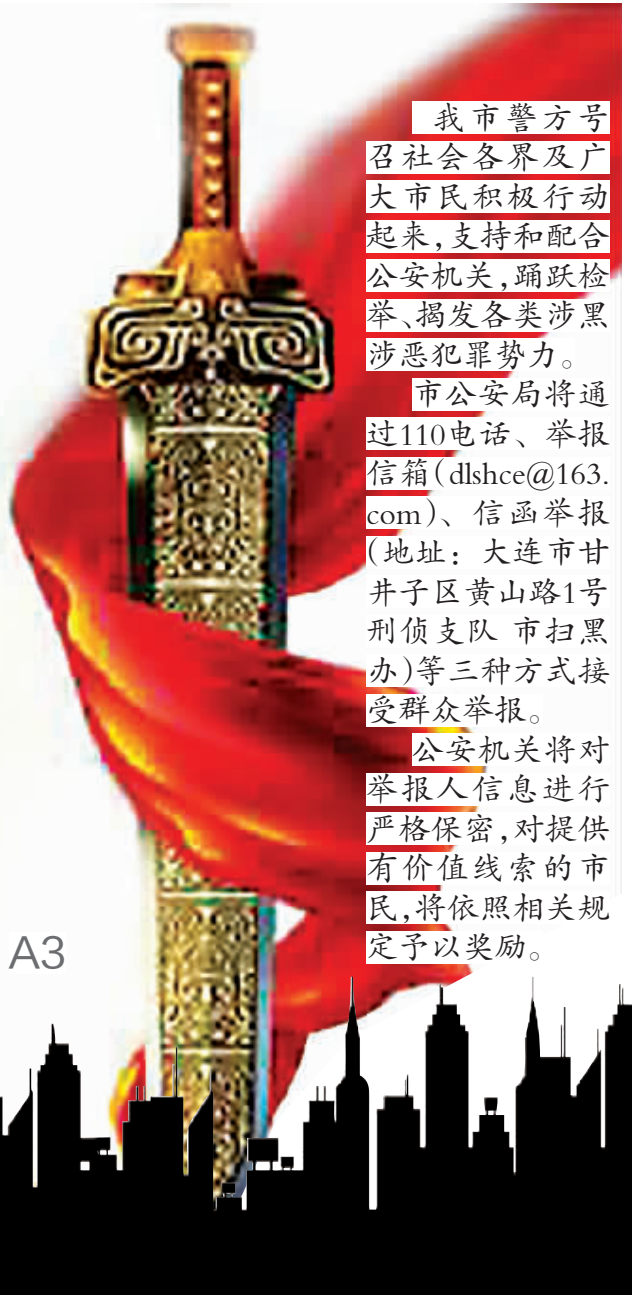 我市警方号
召社会各界及广
大市民积极行动
起来,支持和配合
公安机关,踊跃检
举、揭发各类涉黑
涉恶犯罪势力。
市公安局将通
过110电话、举报
信箱(dlshce@163.
com)、信函举报
(地址：大连市甘
井子区黄山路1号
刑侦支队 市扫黑
办)等三种方式接
受群众举报。
公安机关将对
举报人信息进行
严格保密,对提供
有价值线索的市
民,将依照相关规
定予以奖励。
A3